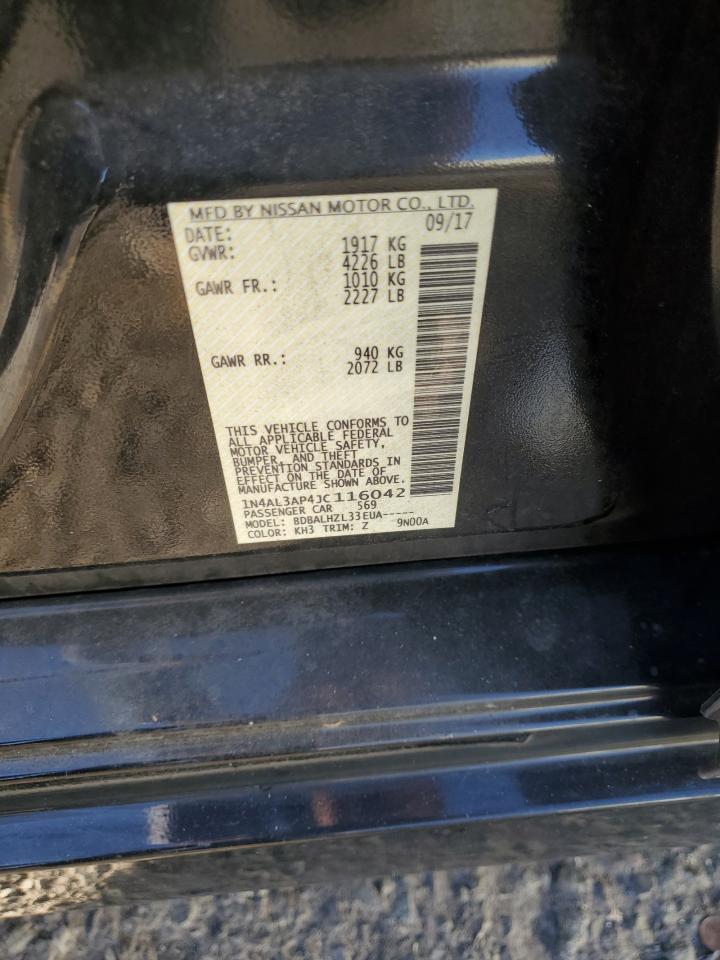 MFD BY NISSAN MOTOR CO., LTD.
DATE: 09/17
GVWR: 1917 KG
4226 LB
GAWR FR.: 1010 KG
2227 LB
GAWR RR.: 940 KG
2072 LB
THIS VEHICLE CONFORMS TO
ALL APPLICABLE FEDERAL
MOTOR VEHICLE SAFETY,
BUMPER, AND THEFT
PREVENTION STANDARDS IN
EFFECT ON THE DATE OF
MANUFACTURE SHOWN ABOVE.
1N4AL3AP4JC116042
PASSENGER CAR 569
MODEL: BDBALHZL33EUA-----
COLOR: KH3 TRIM: Z 9N00A